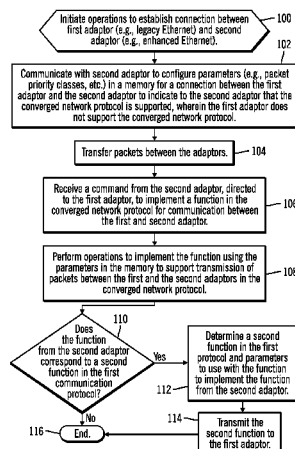 Initiate operations to establish connection between
first adaptor (e.g., legacy Ethernet) and second
adaptor (e.g., enhanced Ethernet).
100
102
Communicate with second adaptor to configure parameters (e.g., packet
priority classes, etc.) in a memory for a connection between the first
adaptor and the second adaptor to indicate to the second adaptor that the
converged network protocol is supported, wherein the first adaptor does
not support the converged network protocol.
Transfer packets between the adaptors.
104
Receive a command from the second adaptor, directed
to the first adaptor, to implement a function in the
converged network protocol for communication between
the first and second adaptor.
106
Perform operations to implement the function using the
parameters in the memory to support transmission of
packets between the first and the second adaptors in the
converged network protocol.
108
110
Does
the function
from the second adaptor
correspond to a second
function in the first
communication
protocol?
Yes
No
Determine a second
function in the first
protocol and parameters
to use with the function
to implement the function
from the second adaptor.
112
114
Transmit the
second function to
the first adaptor.
116
End.